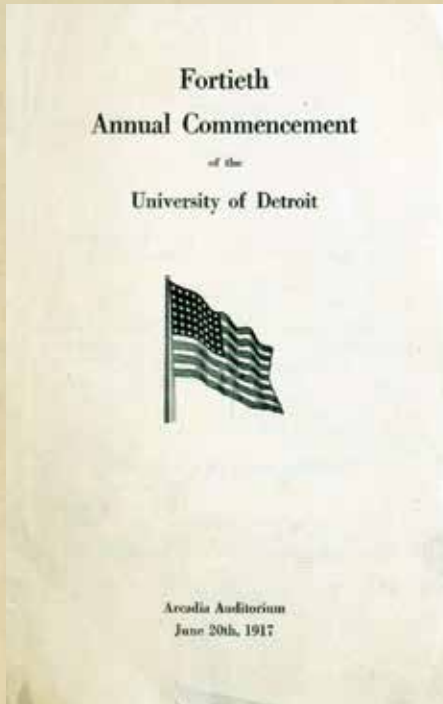 Fortieth
Annual Commencement
of the
University of Detroit
Arcadia Auditorium
June 20th, 1917